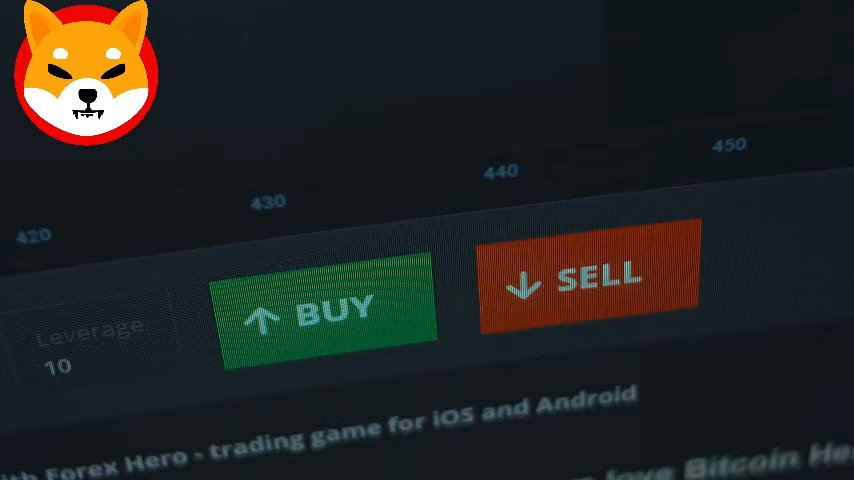 450
440
430
420
Leverage
10
BUY
SELL
Forex Hero - trading game for iOS and Android
love Bitcoin